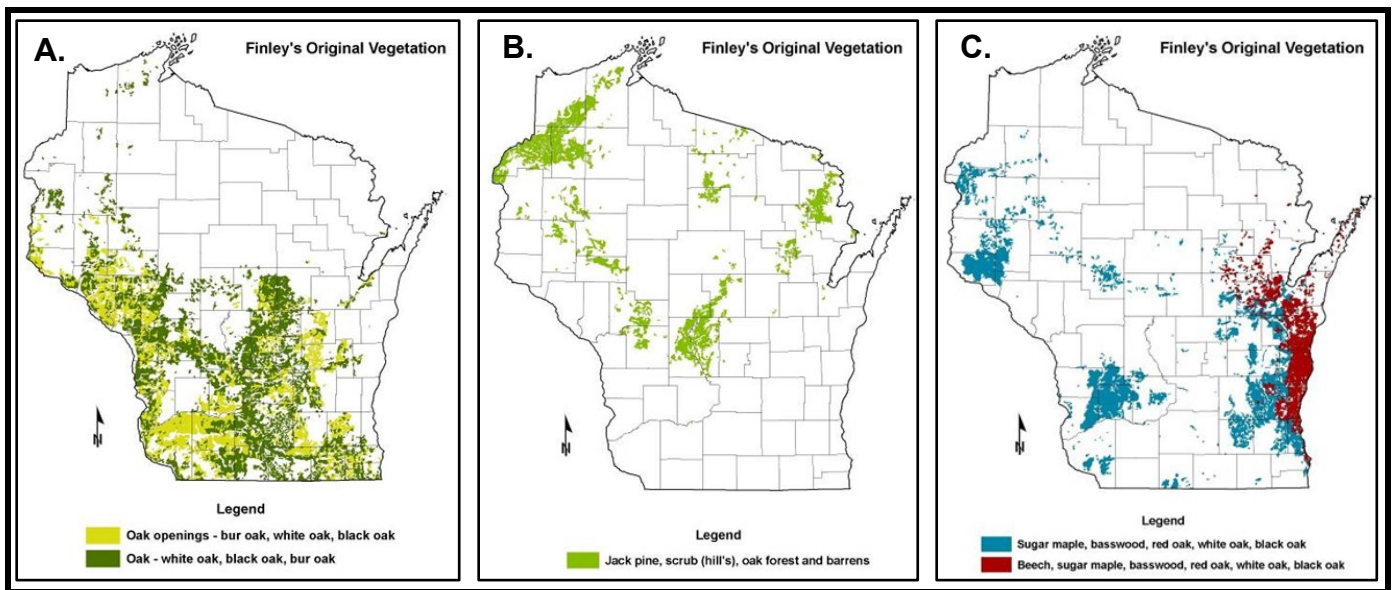 A.
Finley's Original Vegetation
N
Legend
Oak openings - bur oak, white oak, black oak
Oak - white oak, black oak, bur oak
B.
Finley's Original Vegetation
N
Legend
Jack pine, scrub (hill's), oak forest and barrens
C.
Finley's Original Vegetation
N
Legend
Sugar maple, basswood, red oak, white oak, black oak
Beech, sugar maple, basswood, red oak, white oak, black oak